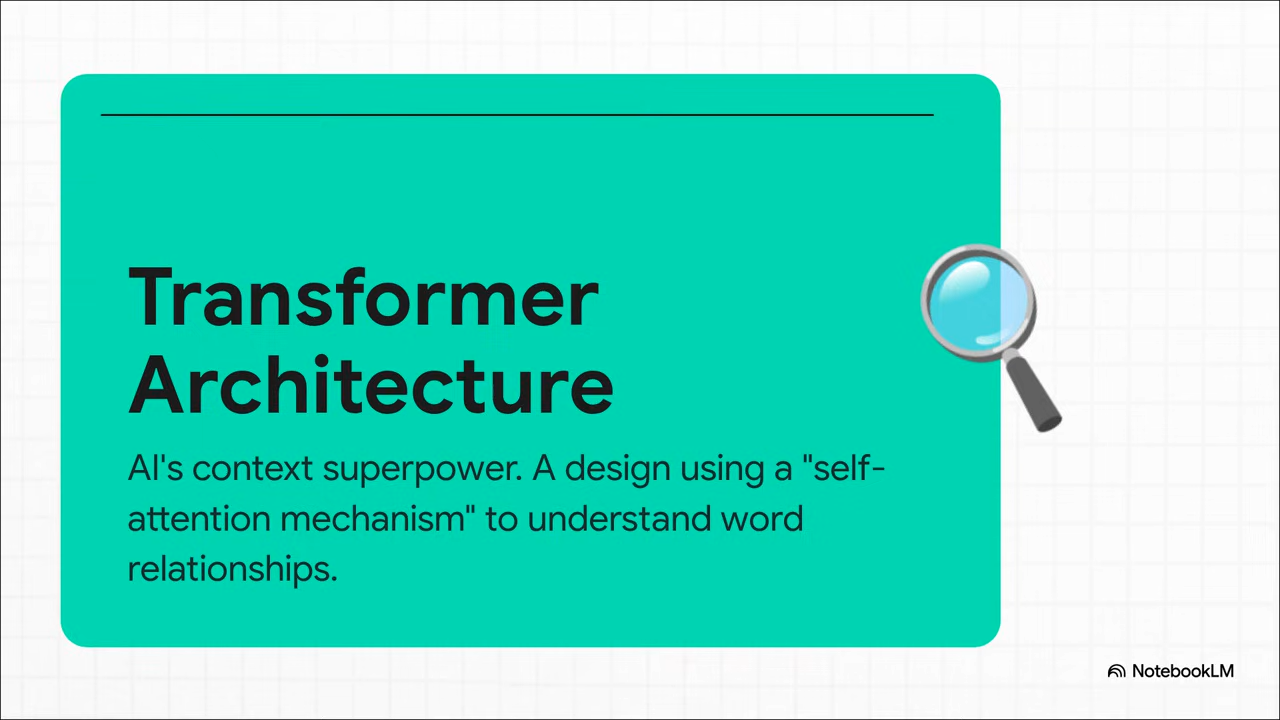 Transformer
Architecture
AI's context superpower. A design using a "self-
attention mechanism" to understand word
relationships.
NotebookLM